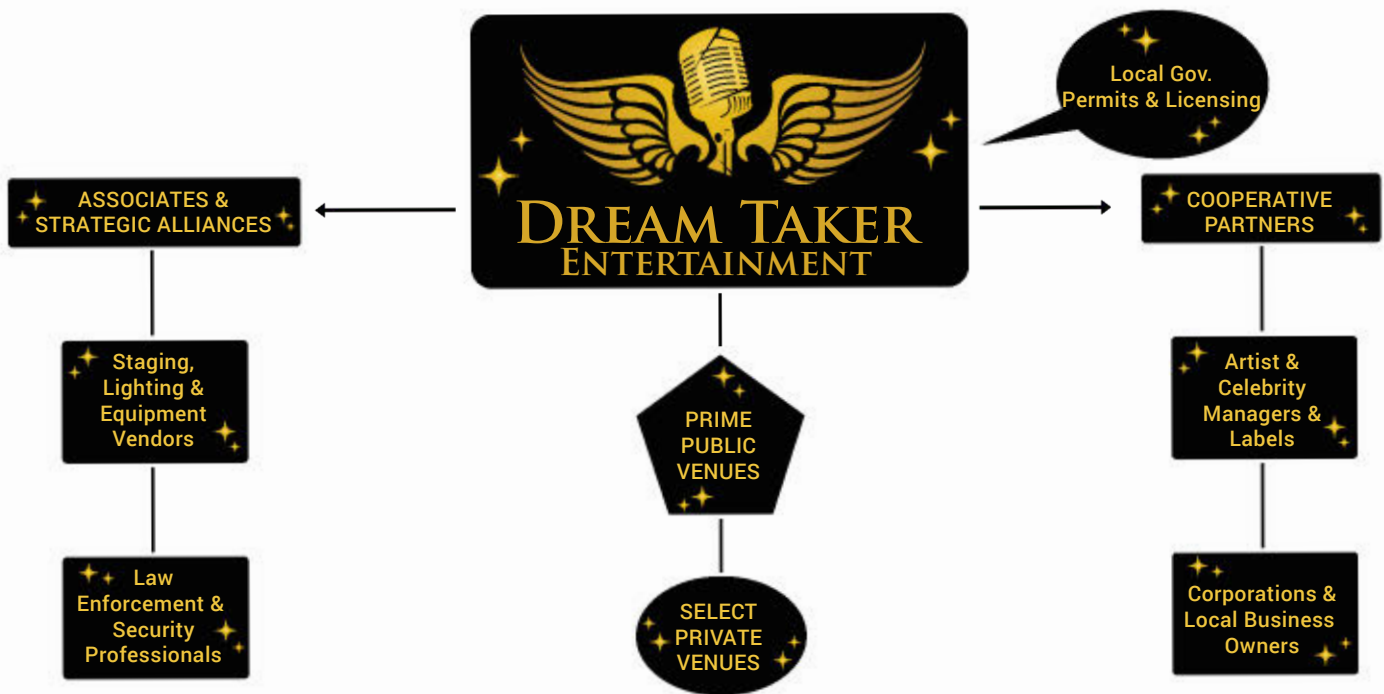 DREAM TAKER
ENTERTAINMENT
Local Gov.
Permits & Licensing
ASSOCIATES &
STRATEGIC ALLIANCES
Staging,
Lighting &
Equipment
Vendors
Law
Enforcement &
Security
Professionals
PRIME
PUBLIC
VENUES
SELECT
PRIVATE
VENUES
COOPERATIVE
PARTNERS
Artist &
Celebrity
Managers &
Labels
Corporations &
Local Business
Owners